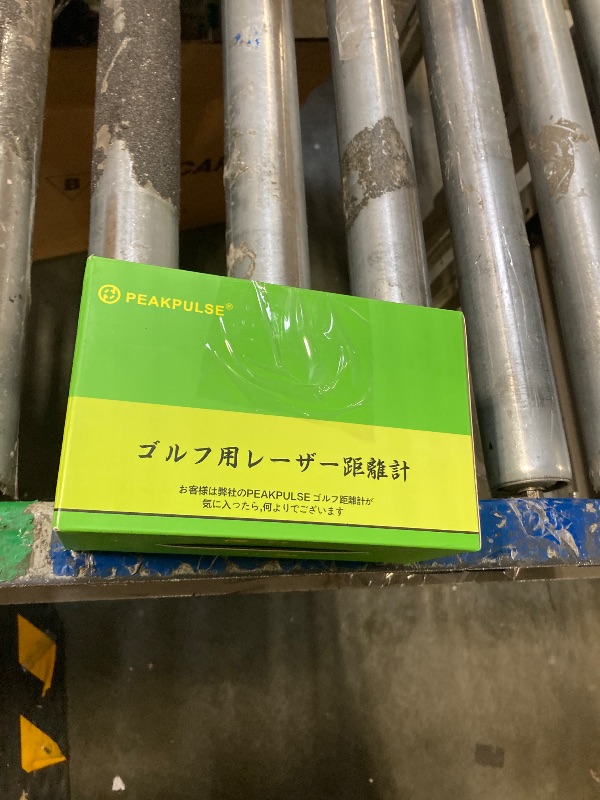 PEAKPULSE®
ゴルフ用レーザー距離計
お客様は弊社のPEAKPULSE ゴルフ距離計が
気に入ったら,何よりでございます